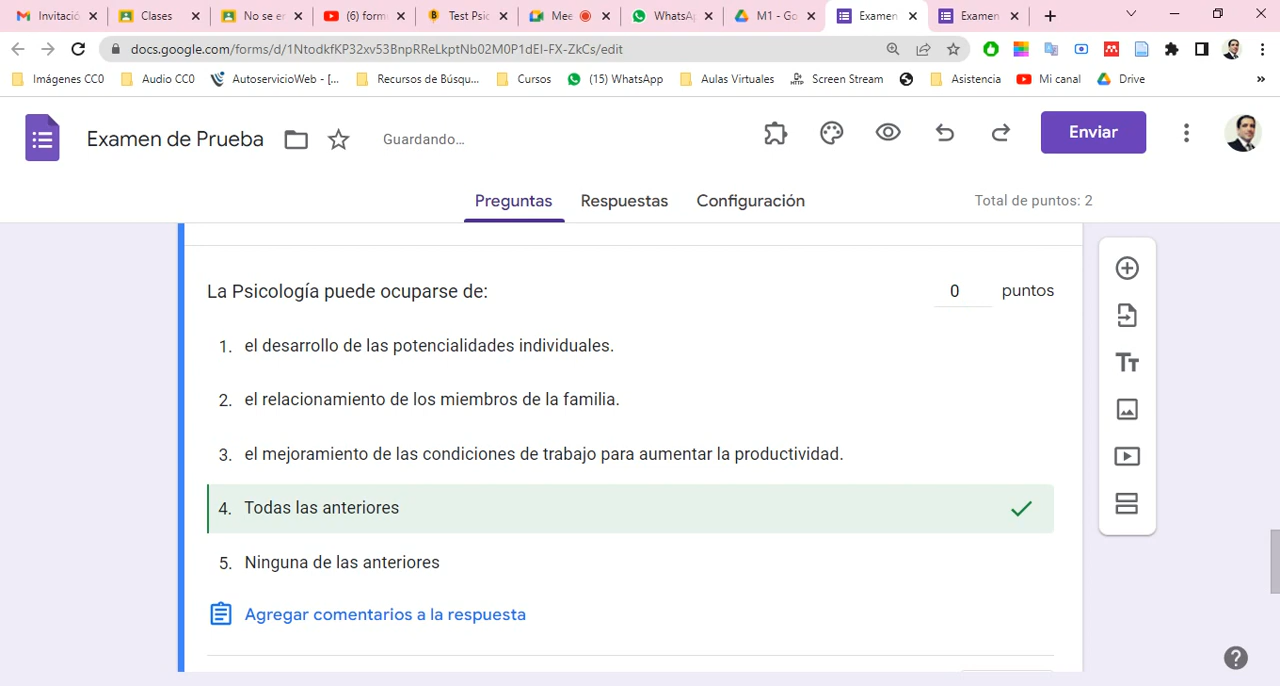 Invitació
Clases
No se er
(6) form
Test Psic
Mee
WhatsA
M1 - Go
Examen
Examen
docs.google.com/forms/d/1NtodkfKP32xv53BnpRReLkptNb02M0P1dEI-FX-ZkCs/edit
Imágenes CC0
Audio CC0
AutoservicioWeb - [...
Recursos de Búsqu...
Cursos
(15) WhatsApp
Aulas Virtuales
Screen Stream
Asistencia
Mi canal
Drive
»
Examen de Prueba
Guardando...
Enviar
Preguntas
Respuestas
Configuración
Total de puntos: 2
La Psicología puede ocuparse de:
0 puntos
1. el desarrollo de las potencialidades individuales.
2. el relacionamiento de los miembros de la familia.
3. el mejoramiento de las condiciones de trabajo para aumentar la productividad.
4. Todas las anteriores
5. Ninguna de las anteriores
Agregar comentarios a la respuesta